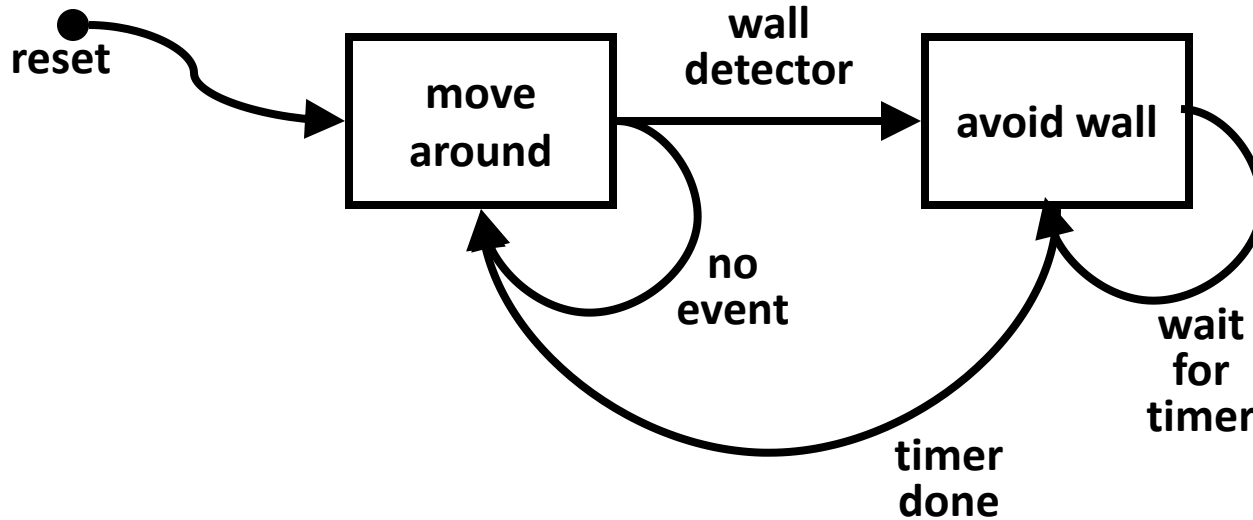 reset
move
around
wall
detector
avoid wall
no
event
wait
for
timer
timer
done